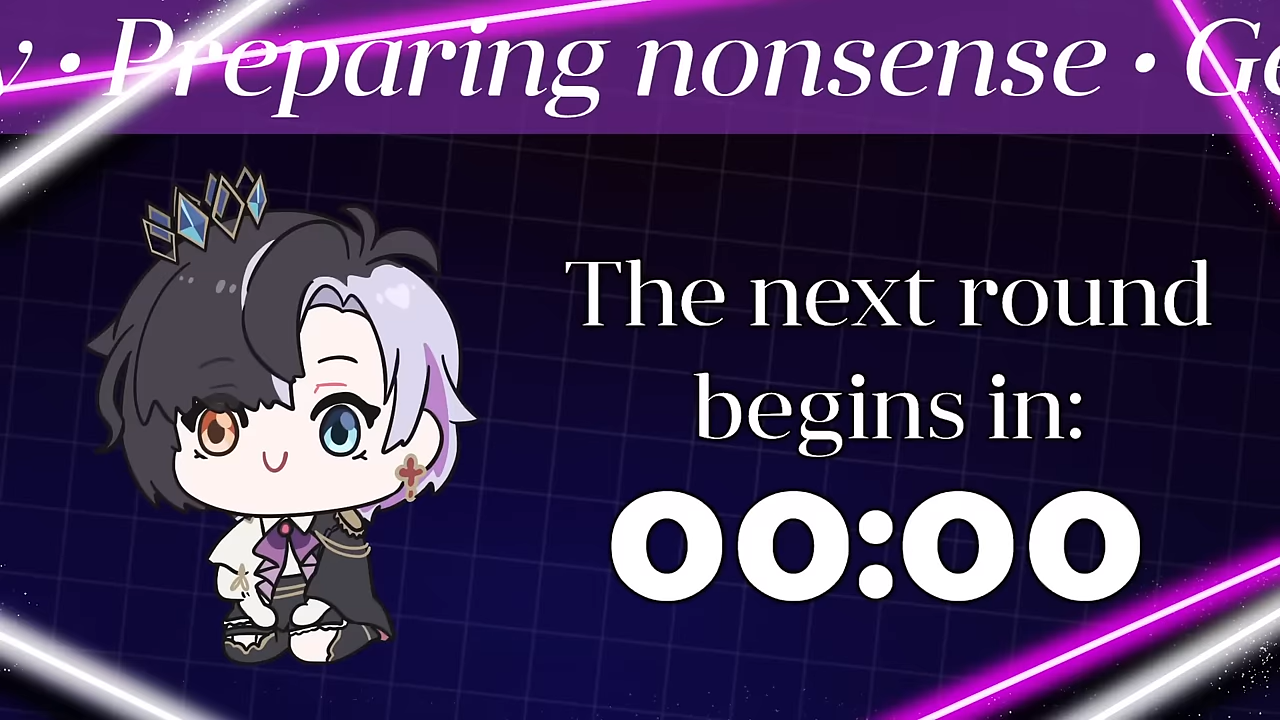 • Preparing nonsense •
The next round
begins in:
00:00